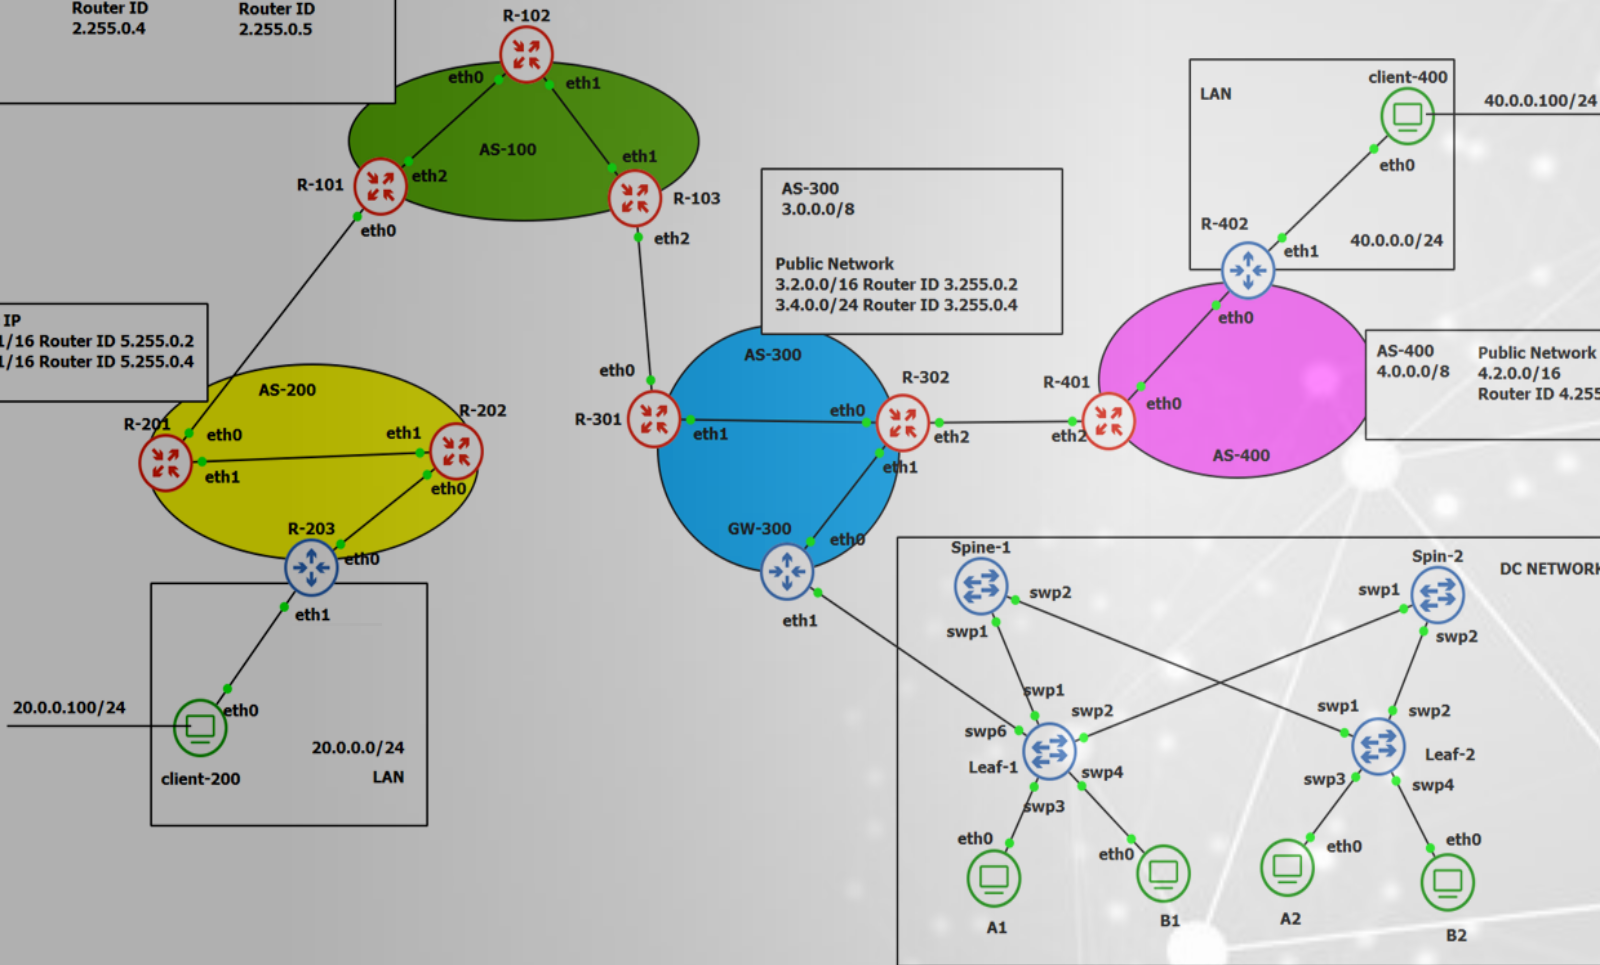 Router ID
2.255.0.4
Router ID
2.255.0.5
R-102
eth0
eth1
AS-100
eth1
R-101
eth2
R-103
eth0
eth2
client-400
LAN
40.0.0.100/24
eth0
R-402
eth1
40.0.0.0/24
eth0
AS-300
3.0.0.0/8
Public Network
3.2.0.0/16 Router ID 3.255.0.2
3.4.0.0/24 Router ID 3.255.0.4
IP
1/16 Router ID 5.255.0.2
1/16 Router ID 5.255.0.4
AS-200
R-201
eth0
eth1
R-202
eth1
eth0
R-203
eth0
eth1
AS-300
eth0
R-301
eth1
R-302
eth0
eth2
eth1
GW-300
eth0
eth1
R-401
eth0
eth2
AS-400
AS-400
4.0.0.0/8
Public Network
4.2.0.0/16
Router ID 4.255
20.0.0.100/24
eth0
20.0.0.0/24
client-200
LAN
DC NETWORK
Spine-1
swp2
swp1
Spin-2
swp1
swp2
swp1
swp2
swp6
Leaf-1
swp4
swp3
swp1
swp2
Leaf-2
swp3
swp4
eth0
eth0
eth0
eth0
A1
B1
A2
B2